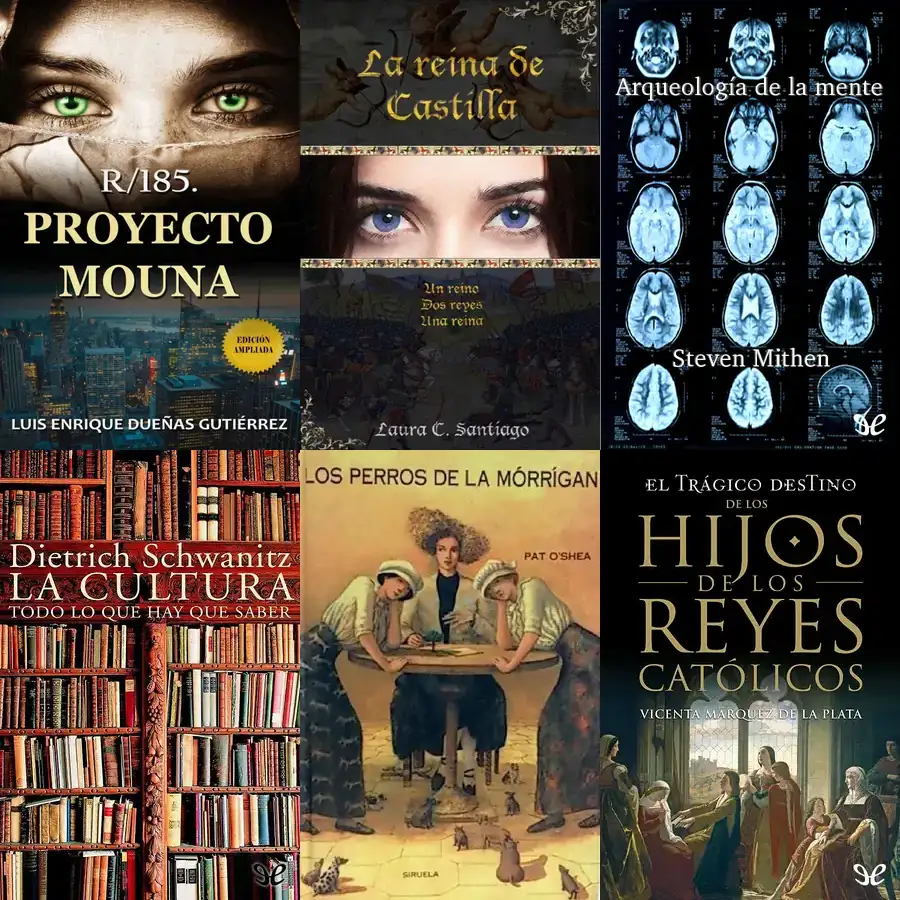 R/185.
PROYECTO
MOUNA
EDICIÓN
AMPLIADA
LUIS ENRIQUE DUEÑAS GUTIÉRREZ
La reina de
Castilla
Un reino
Dos reyes
Una reina
Laura C. Santiago
Arqueología de la mente
Steven Mithen
Dietrich Schwanitz
LA CULTURA
TODO LO QUE HAY QUE SABER
LOS PERROS DE LA MÓRRÍGAN
PAT O'SHEA
SIRUELA
EL TRÁGICO DESTINO
DE LOS
HIJOS
DE LOS
REYES
CATÓLICOS
VICENTA MÁRQUEZ DE LA PLATA